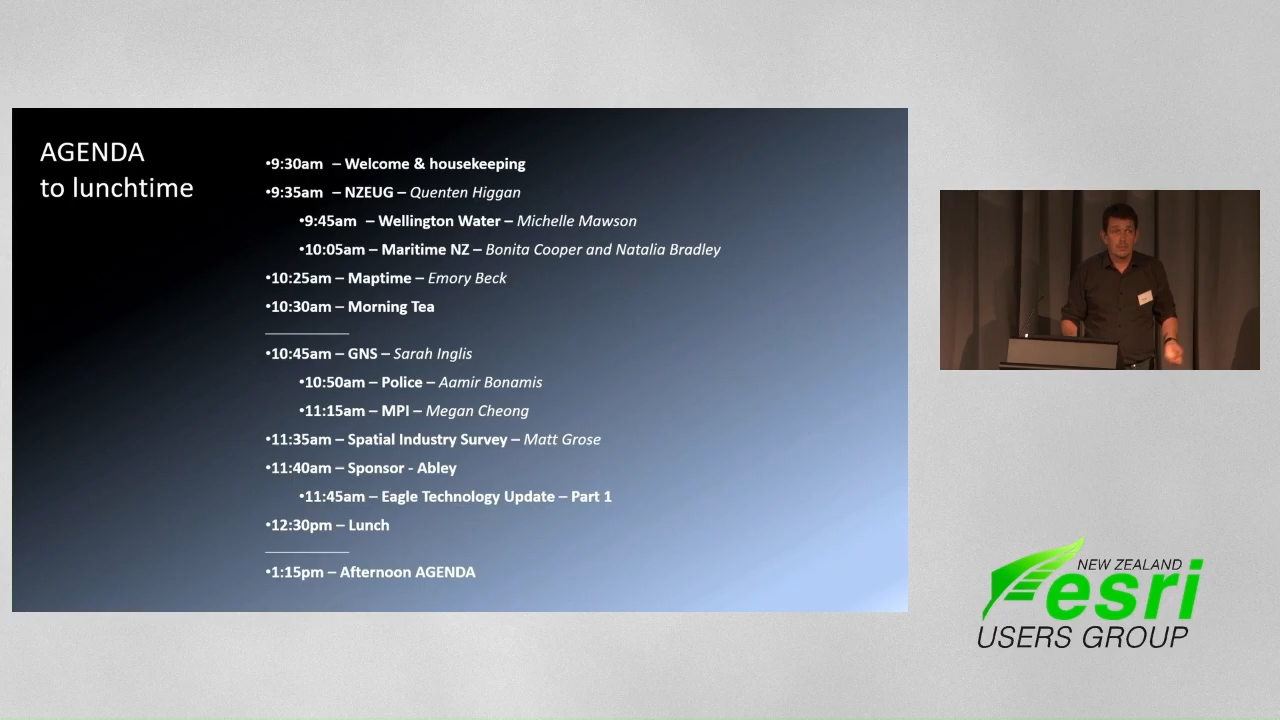 AGENDA
to lunchtime
•9:30am – Welcome & housekeeping
•9:35am – NZEUG – Quenten Higgan
•9:45am – Wellington Water – Michelle Mawson
•10:05am – Maritime NZ – Bonita Cooper and Natalia Bradley
•10:25am – Maptime – Emory Beck
•10:30am – Morning Tea
•10:45am – GNS – Sarah Inglis
•10:50am – Police – Aamir Bonamis
•11:15am – MPI – Megan Cheong
•11:35am – Spatial Industry Survey – Matt Grose
•11:40am – Sponsor - Abley
•11:45am – Eagle Technology Update – Part 1
•12:30pm – Lunch
•1:15pm – Afternoon AGENDA
NEW ZEALAND
esri
USERS GROUP